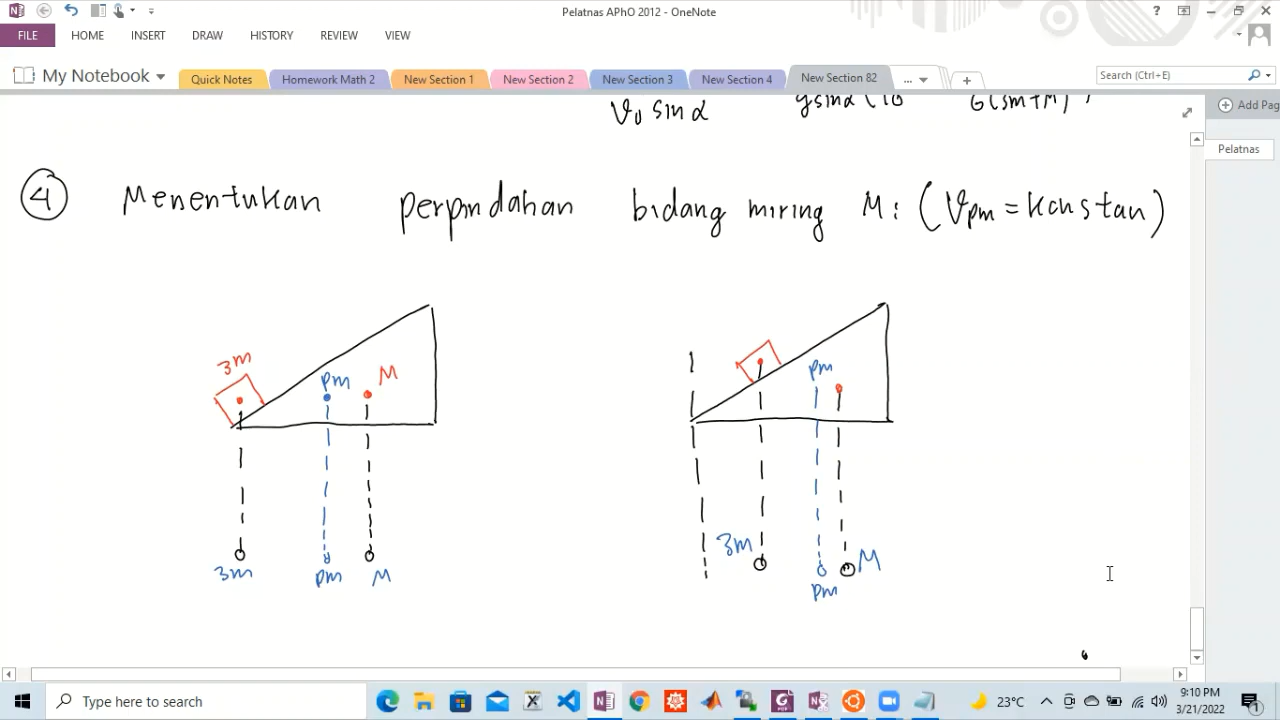 Pelatnas APhO 2012 - OneNote
FILE HOME INSERT DRAW HISTORY REVIEW VIEW
My Notebook Quick Notes Homework Math 2 New Section 1 New Section 2 New Section 3 New Section 4 New Section 82 ... + Search (Ctrl+E)
Add Pag
Pelatnas
V₀ sin α
4 Menentukan perpindahan bidang miring M: (Vpm = konstan)
3m pm M
pm
3m pm M
3m M
pm
Type here to search 23°C 9:10 PM
3/21/2022